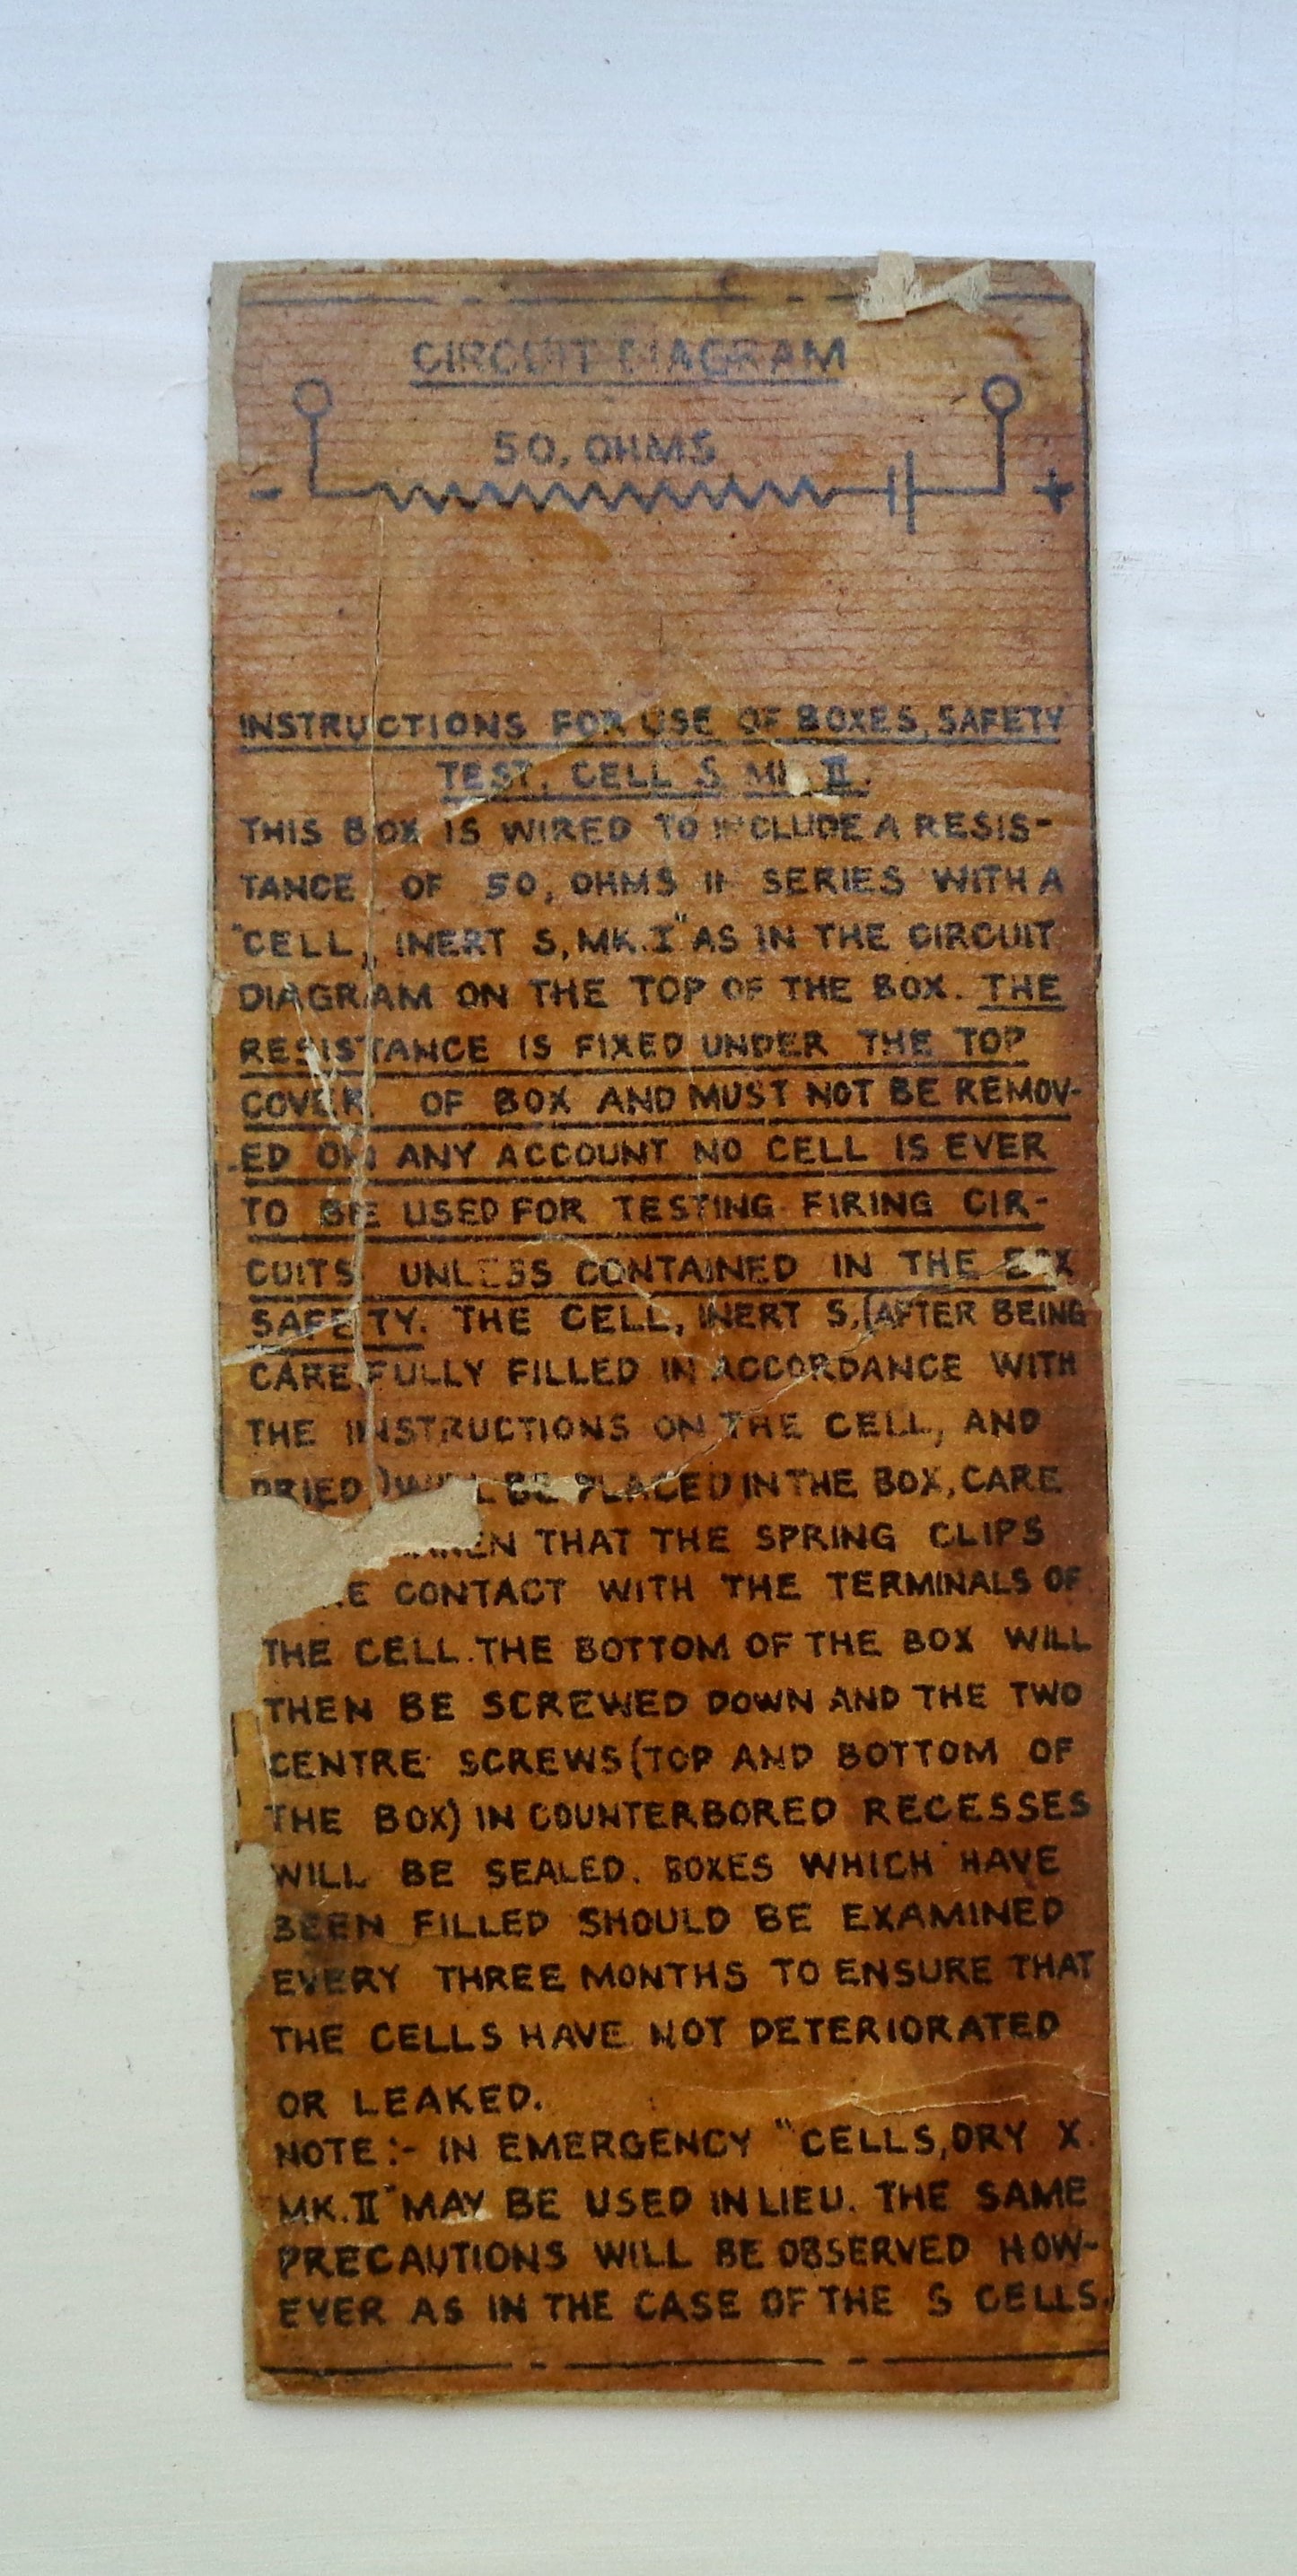 CIRCUIT DIAGRAM
50, OHMS
- +
INSTRUCTIONS FOR USE OF BOXES, SAFETY
TEST, CELL S MK II.
THIS BOX IS WIRED TO INCLUDE A RESIS-
TANCE OF 50, OHMS IN SERIES WITH A
"CELL, INERT S, MK.I" AS IN THE CIRCUIT
DIAGRAM ON THE TOP OF THE BOX. THE
RESISTANCE IS FIXED UNDER THE TOP
COVER OF BOX AND MUST NOT BE REMOV-
ED ON ANY ACCOUNT NO CELL IS EVER
TO BE USED FOR TESTING FIRING CIR-
CUITS UNLESS CONTAINED IN THE BOX
SAFETY. THE CELL, INERT S, (AFTER BEING
CAREFULLY FILLED IN ACCORDANCE WITH
THE INSTRUCTIONS ON THE CELL, AND
DRIED) WILL BE PLACED IN THE BOX, CARE
THAT THE SPRING CLIPS
CONTACT WITH THE TERMINALS OF
THE CELL. THE BOTTOM OF THE BOX WILL
THEN BE SCREWED DOWN AND THE TWO
CENTRE SCREWS (TOP AND BOTTOM OF
THE BOX) IN COUNTERBORED RECESSES
WILL BE SEALED. BOXES WHICH HAVE
BEEN FILLED SHOULD BE EXAMINED
EVERY THREE MONTHS TO ENSURE THAT
THE CELLS HAVE NOT DETERIORATED
OR LEAKED.
NOTE:- IN EMERGENCY "CELLS, DRY X.
MK.II" MAY BE USED IN LIEU. THE SAME
PRECAUTIONS WILL BE OBSERVED HOW-
EVER AS IN THE CASE OF THE S CELLS.